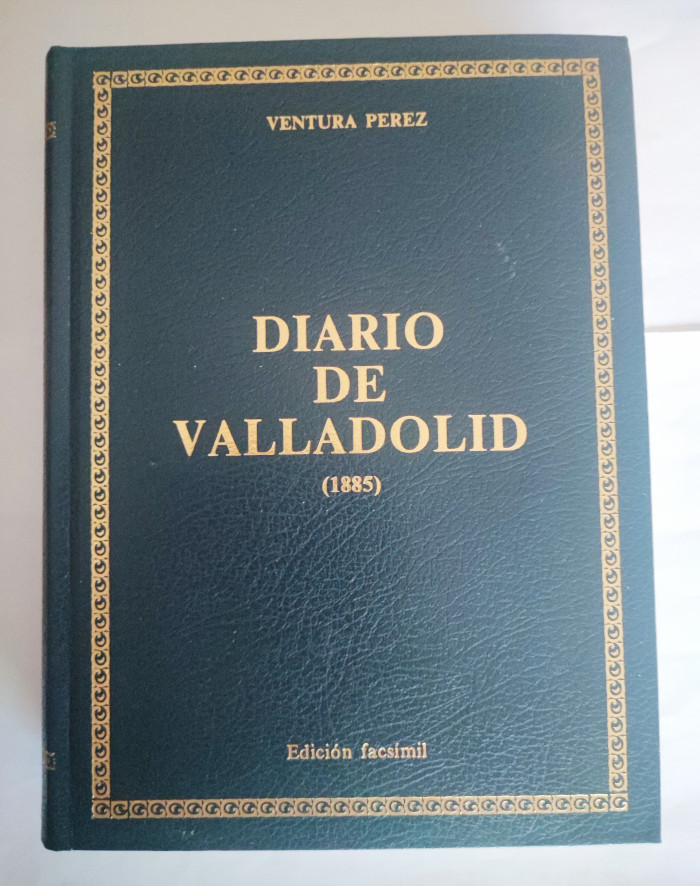 VENTURA PEREZ
DIARIO
DE
VALLADOLID
(1885)
Edición facsímil